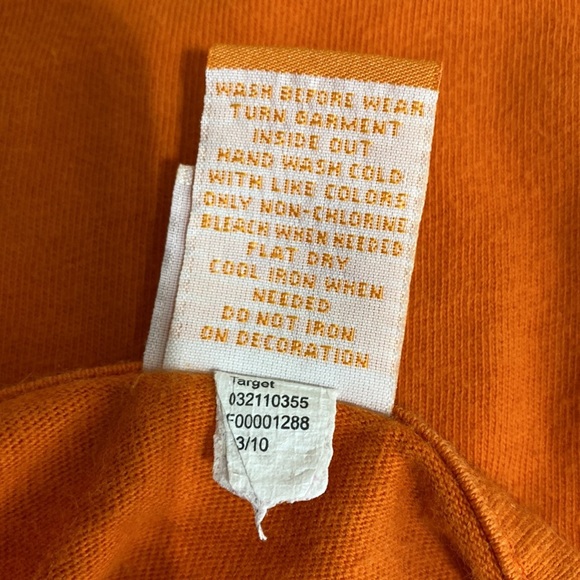 WASH BEFORE WEAR
TURN GARMENT
INSIDE OUT
HAND WASH COLD
WITH LIKE COLORS
ONLY NON-CHLORINE
BLEACH WHEN NEEDED
FLAT DRY
COOL IRON WHEN
NEEDED
DO NOT IRON
ON DECORATION
Target
032110355
F00001288
3/10